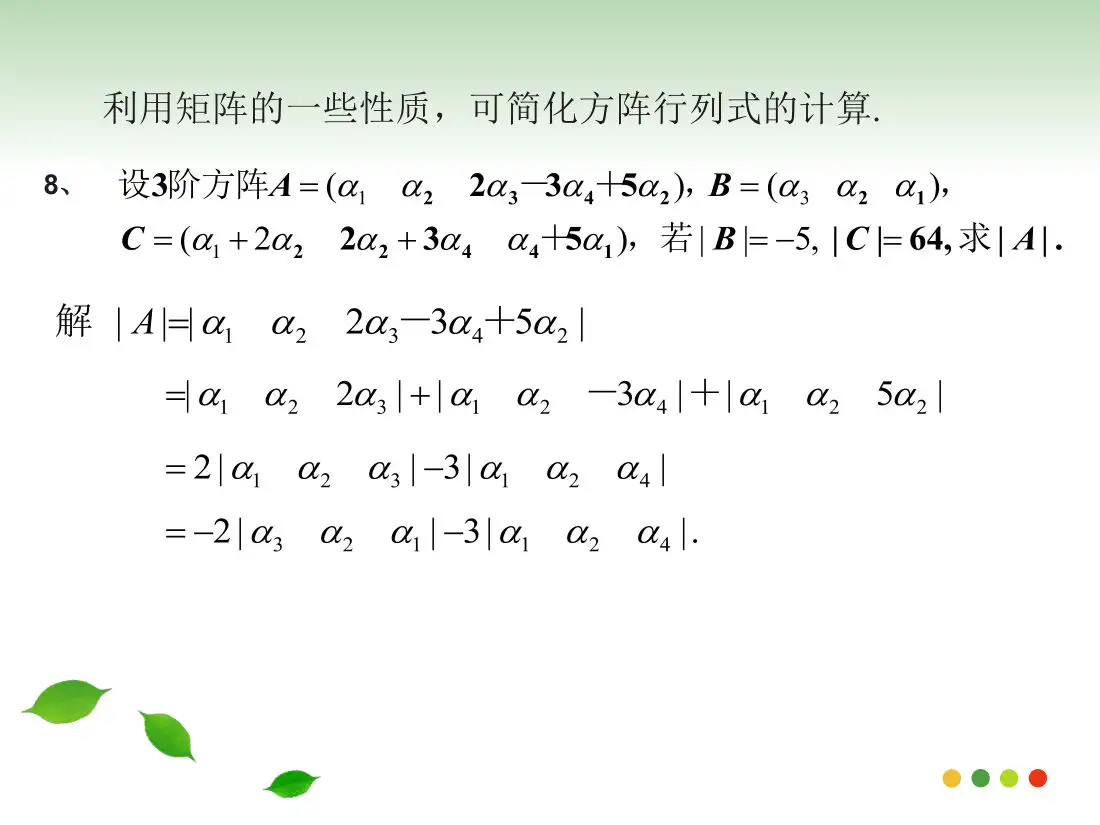 利用矩阵的一些性质，可简化方阵行列式的计算.
8、 设3阶方阵A = (α₁ α₂ 2α₃－3α₄＋5α₂)，B = (α₃ α₂ α₁)，
C = (α₁ + 2α₂ 2α₂ + 3α₄ α₄＋5α₁)，若 | B |= −5, | C |= 64, 求 | A | .
解 | A |=| α₁ α₂ 2α₃－3α₄＋5α₂ |
=| α₁ α₂ 2α₃ | + | α₁ α₂ －3α₄ |＋| α₁ α₂ 5α₂ |
= 2 | α₁ α₂ α₃ | −3 | α₁ α₂ α₄ |
= −2 | α₃ α₂ α₁ | −3 | α₁ α₂ α₄ |.